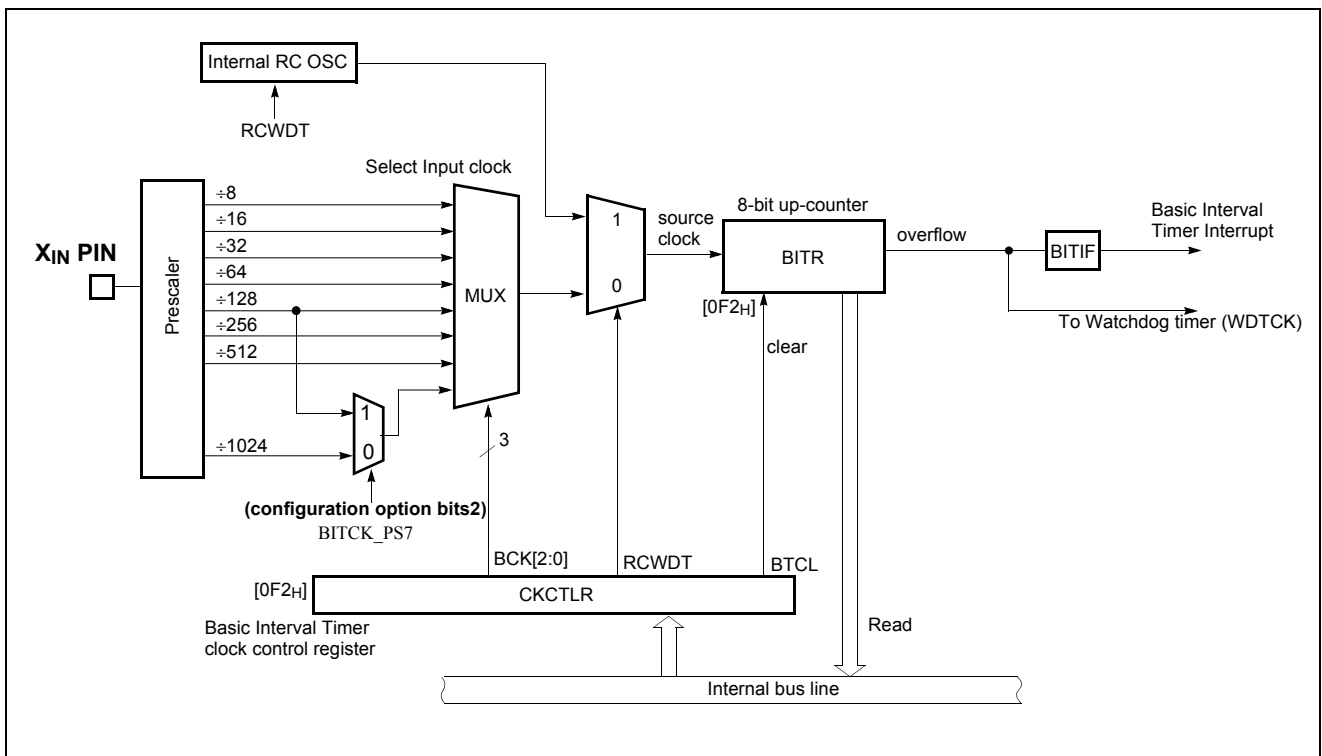 Internal RC OSC
RCWDT
Select Input clock
XIN PIN
Prescaler
÷8
÷16
÷32
÷64
÷128
÷256
÷512
÷1024
MUX
1
0
1
0
source
clock
8-bit up-counter
BITR
[0F2H]
overflow
BITIF
Basic Interval
Timer Interrupt
To Watchdog timer (WDTCK)
clear
3
(configuration option bits2)
BITCK_PS7
BCK[2:0]
RCWDT
BTCL
[0F2H]
CKCTLR
Basic Interval Timer
clock control register
Read
Internal bus line